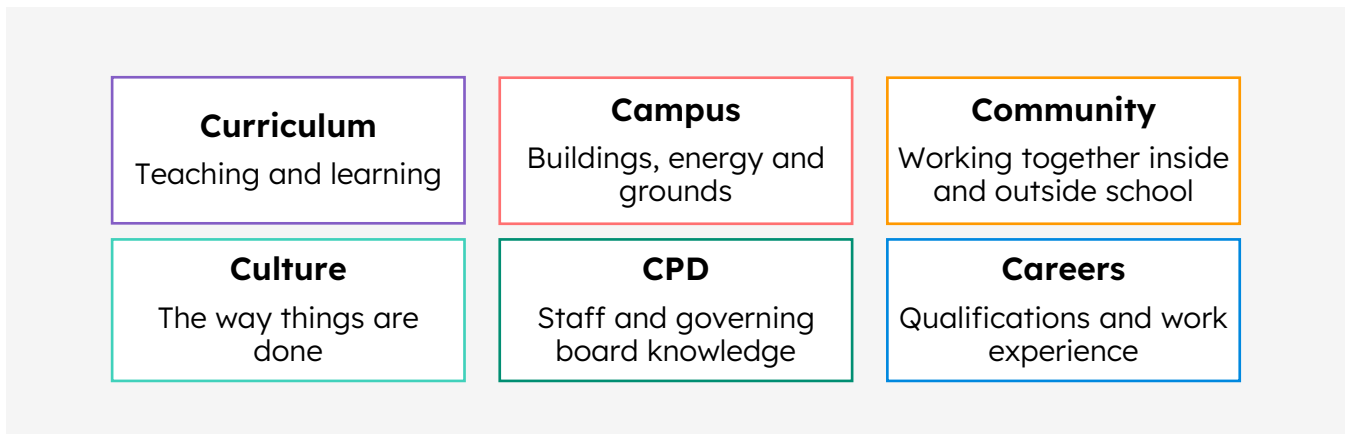 Curriculum
Teaching and learning
Campus
Buildings, energy and
grounds
Community
Working together inside
and outside school
Culture
The way things are
done
CPD
Staff and governing
board knowledge
Careers
Qualifications and work
experience